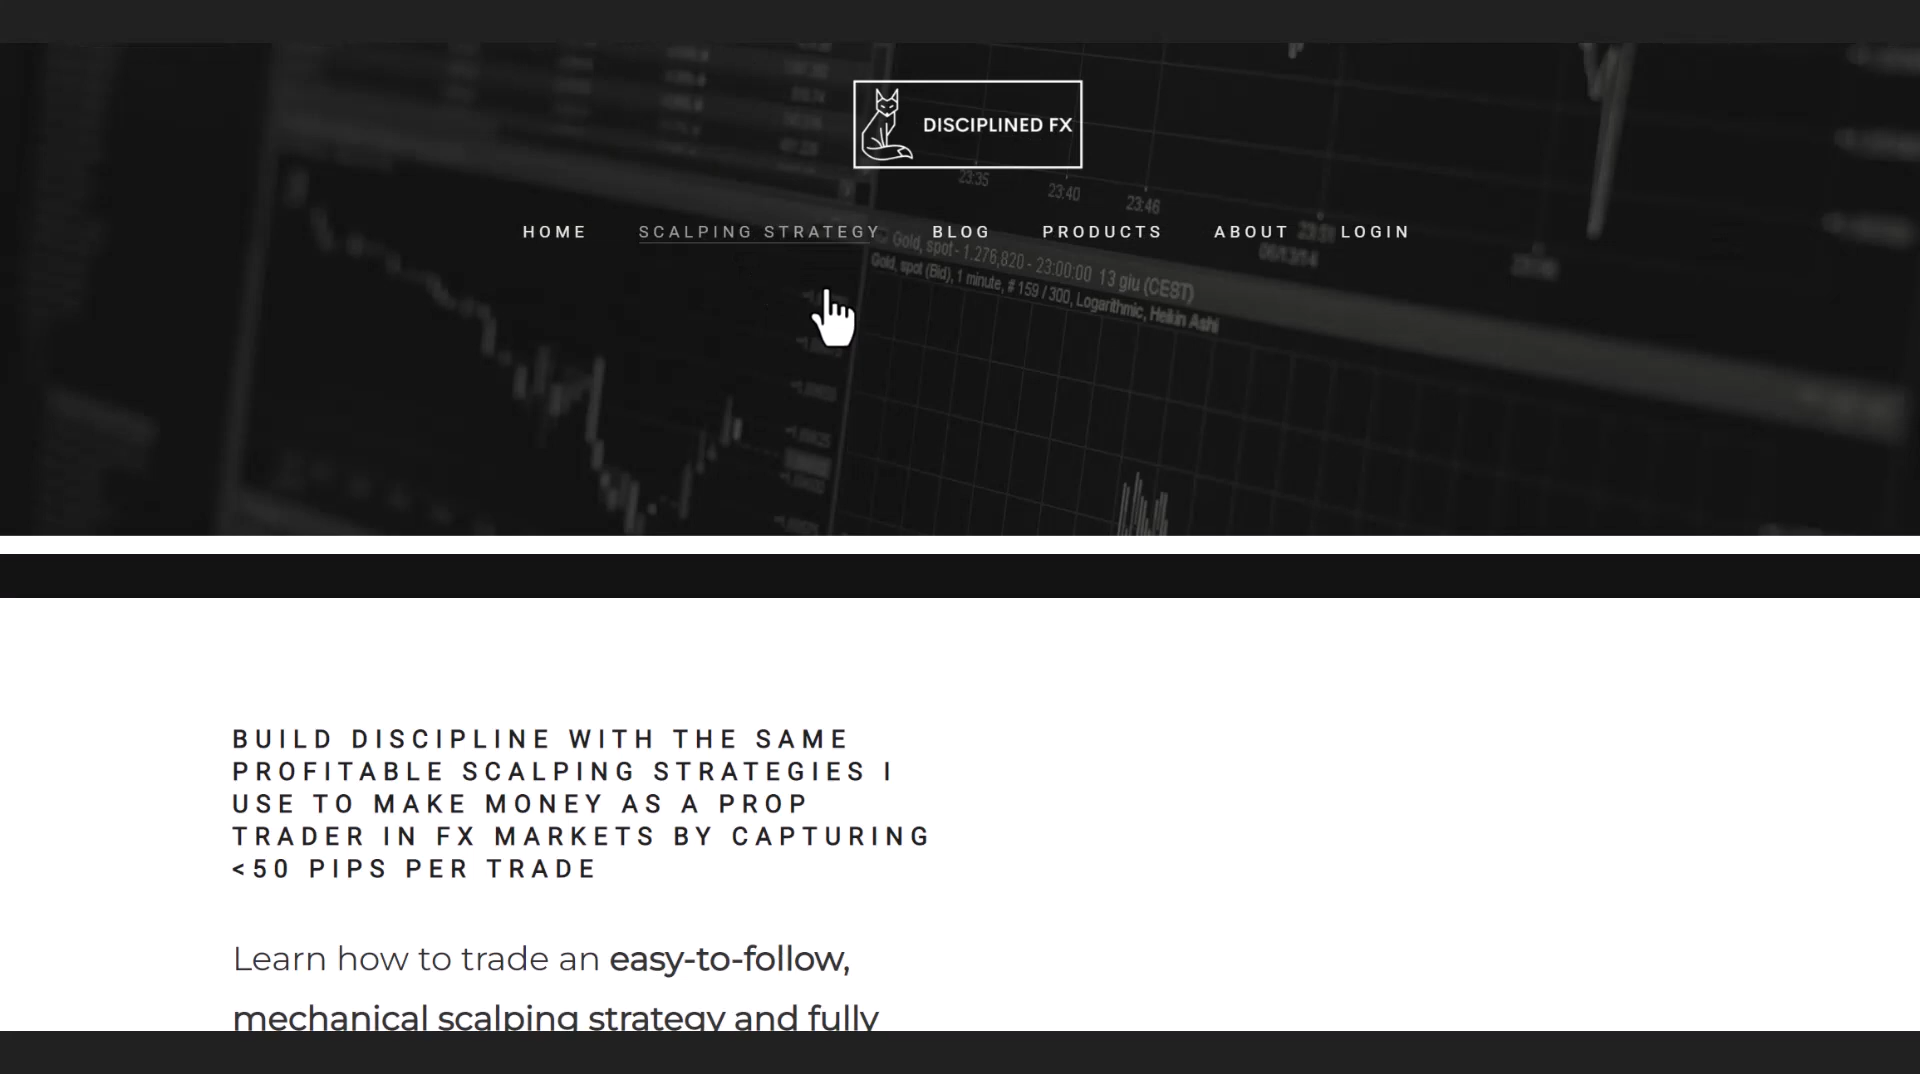 DISCIPLINED FX
23:35
23:40
23:46
HOME SCALPING STRATEGY BLOG PRODUCTS ABOUT LOGIN
Gold, spot - 1.276,820 - 23:00:00 13 giu (CEST)
Gold, spot (Bid), 1 minute, # 159 / 300, Logarithmic, Heikin Ashi
BUILD DISCIPLINE WITH THE SAME
PROFITABLE SCALPING STRATEGIES I
USE TO MAKE MONEY AS A PROP
TRADER IN FX MARKETS BY CAPTURING
<50 PIPS PER TRADE
Learn how to trade an easy-to-follow,
mechanical scalping strategy and fully